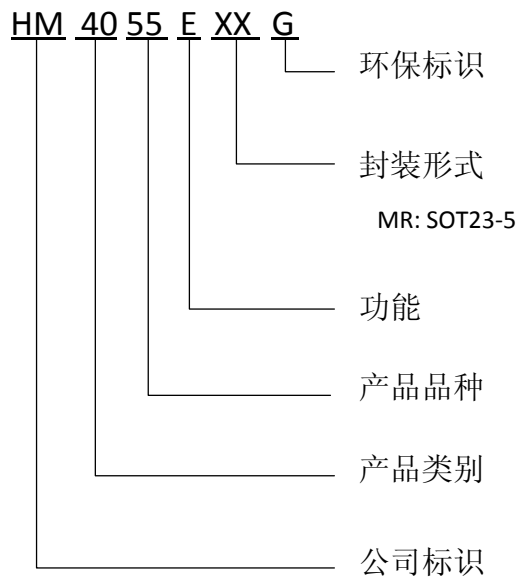 HM 40 55 E XX G
环保标识
封装形式
MR: SOT23-5
功能
产品品种
产品类别
公司标识